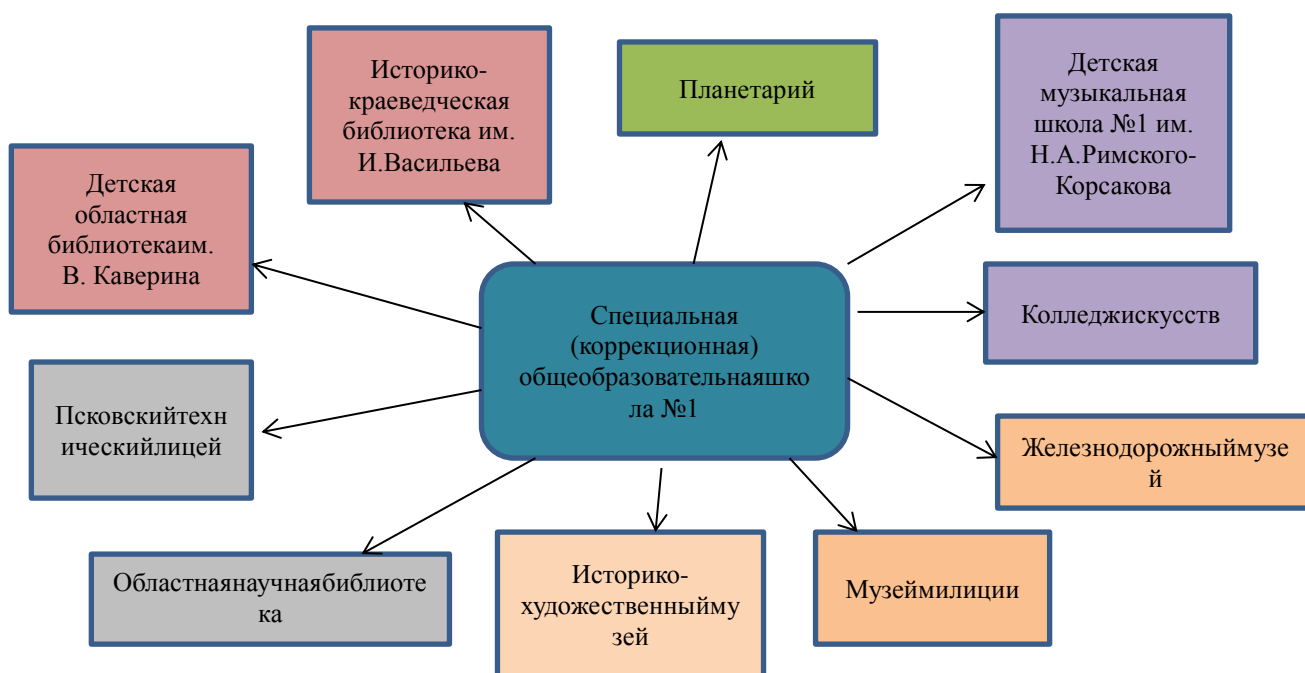 Историко-
краеведческая
библиотека им.
И.Васильева
Планетарий
Детская
музыкальная
школа №1 им.
Н.А.Римского-
Корсакова
Детская
областная
библиотекаим.
В. Каверина
Специальная
(коррекционная)
общеобразовательнаяшко
ла №1
Колледжискусств
Псковскийтехн
ическийлицей
Железнодорожныймузе
й
Областнаянаучнаябиблиоте
ка
Историко-
художественныйму
зей
Музеймилиции